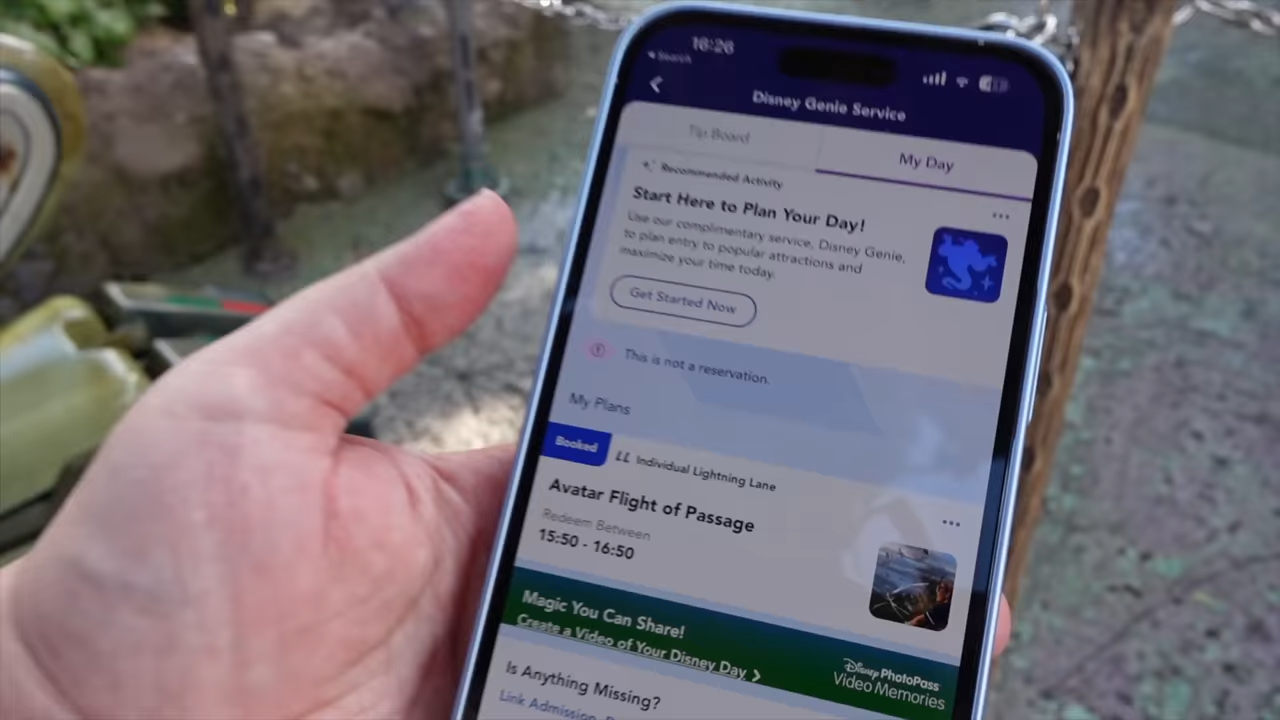 16:26
Search
Disney Genie Service
Tip Board
My Day
Recommended Activity
Start Here to Plan Your Day!
Use our complimentary service, Disney Genie,
to plan entry to popular attractions and
maximize your time today.
Get Started Now
This is not a reservation.
My Plans
Booked
LL Individual Lightning Lane
Avatar Flight of Passage
Redeem Between
15:50 - 16:50
Magic You Can Share!
Create a Video of Your Disney Day
Disney PhotoPass
Video Memories
Is Anything Missing?
Link Admission,